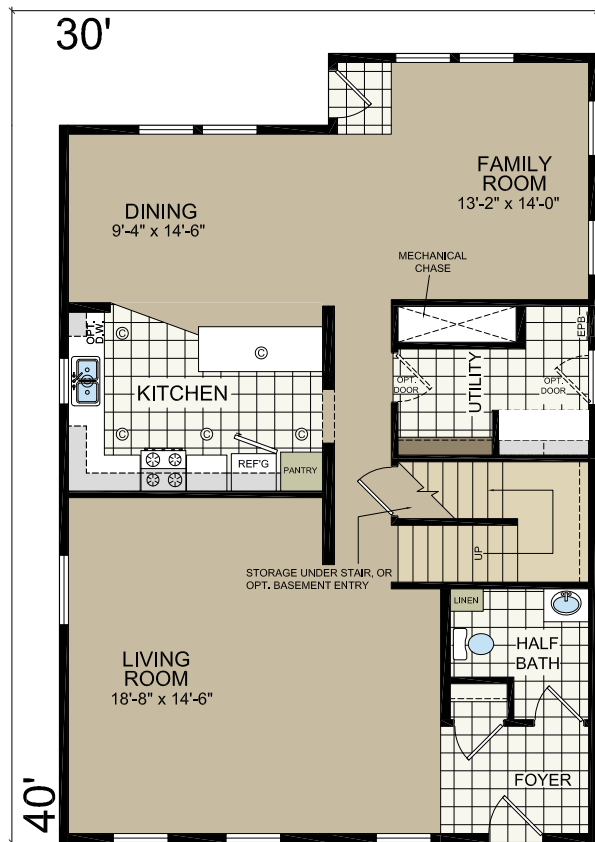 30'
FAMILY
ROOM
13'-2" x 14'-0"
DINING
9'-4" x 14'-6"
MECHANICAL
CHASE
OPT.
D.W.
EPB
C
C
KITCHEN
OPT.
DOOR
UTILITY
OPT.
DOOR
C
C
C
REF'G
PANTRY
UP
STORAGE UNDER STAIR, OR
OPT. BASEMENT ENTRY
LINEN
HALF
BATH
LIVING
ROOM
18'-8" x 14'-6"
FOYER
40'